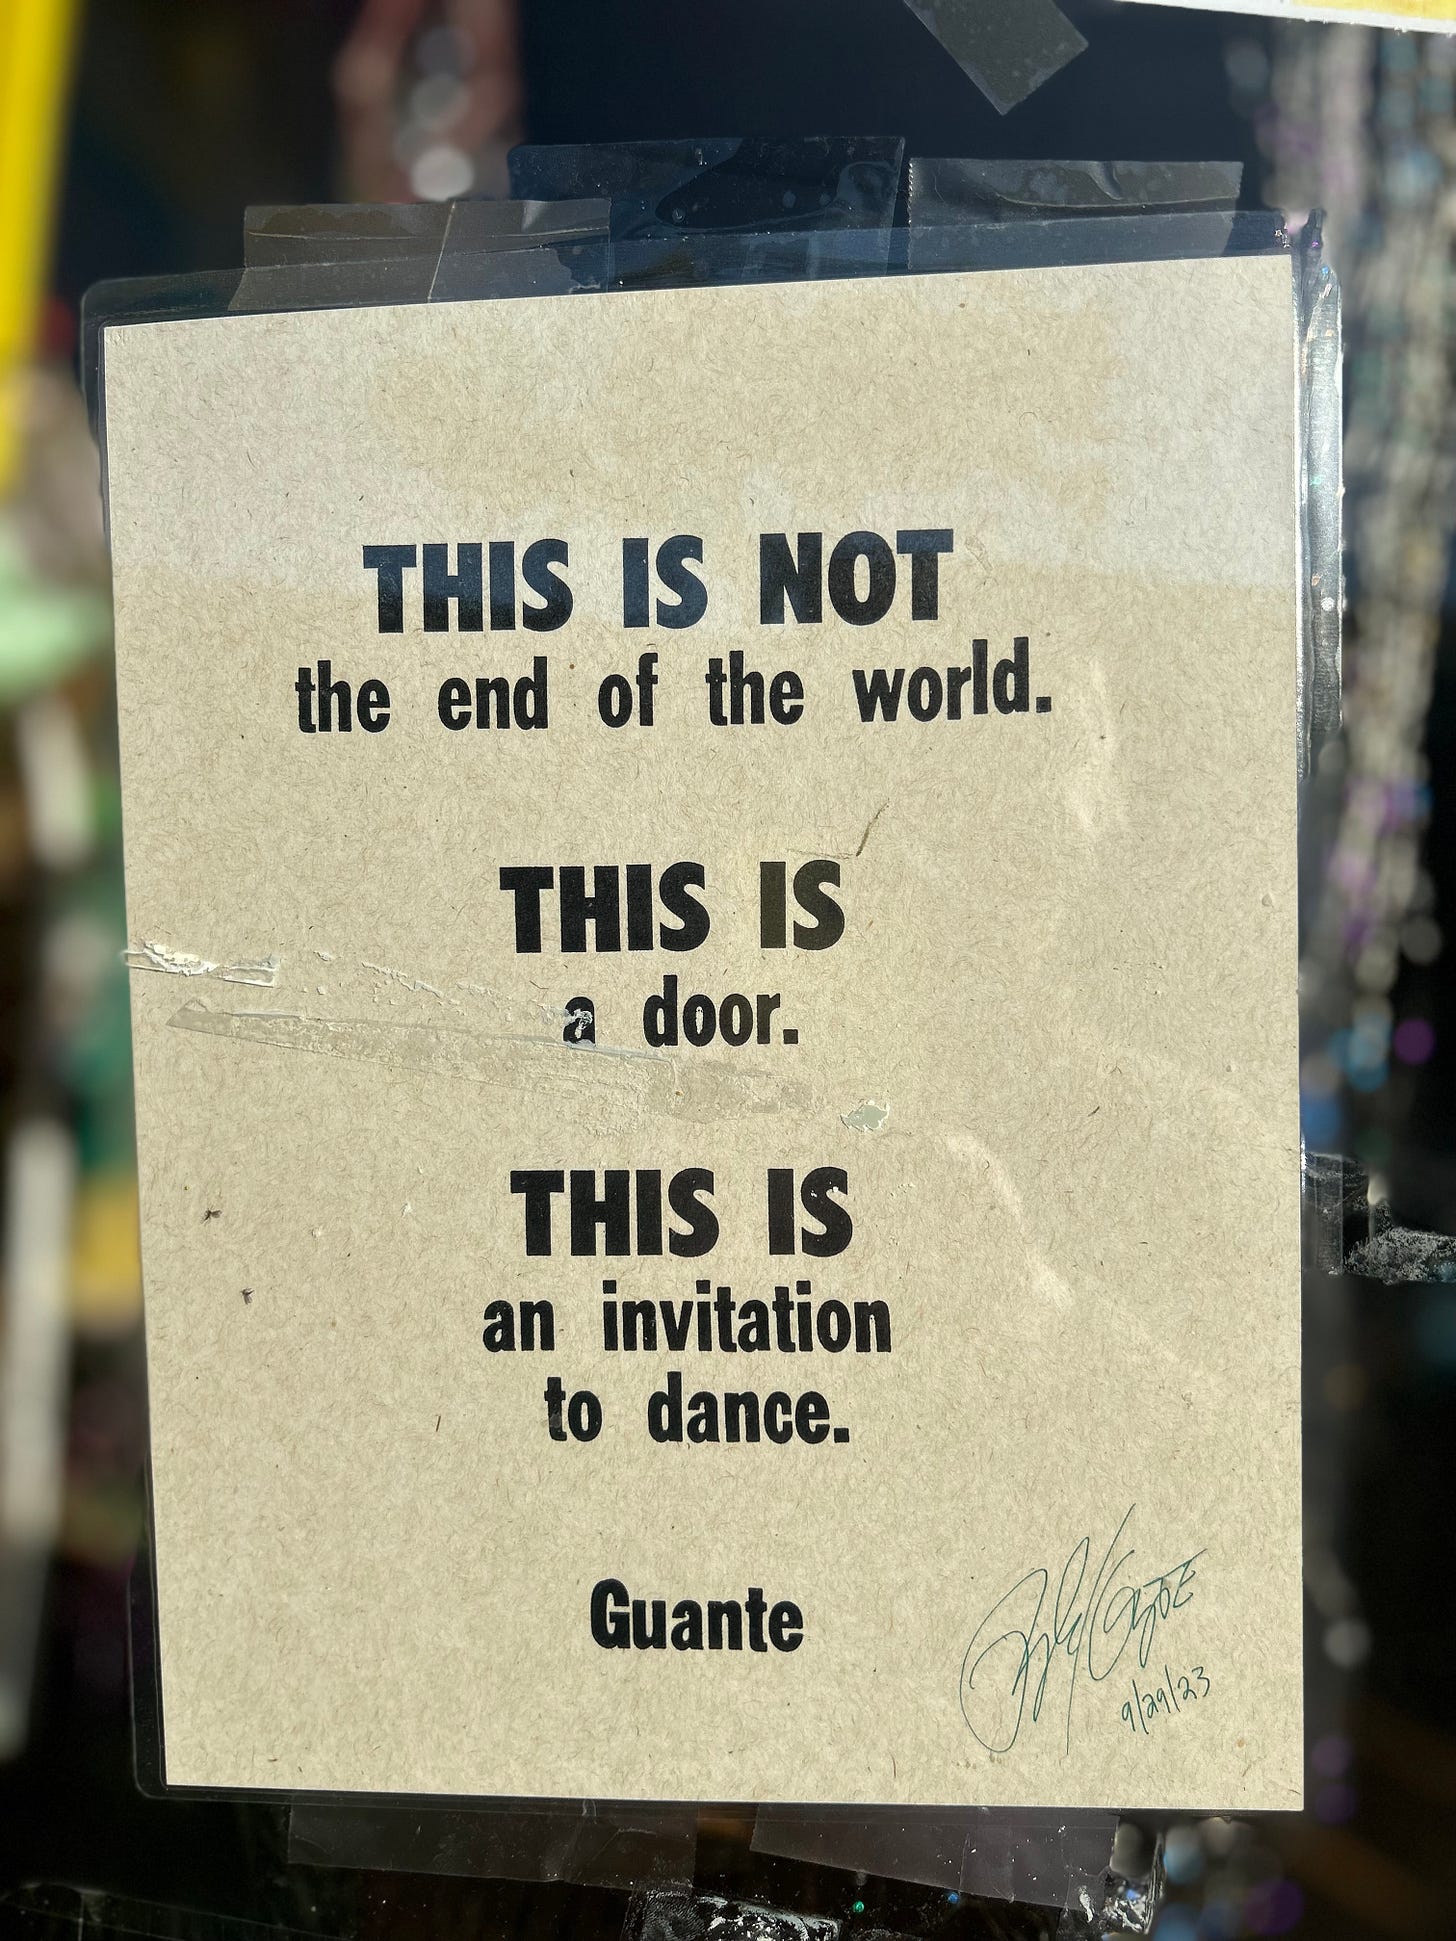 THIS IS NOT
the end of the world.
THIS IS
a door.
THIS IS
an invitation
to dance.
Guante
9/29/23